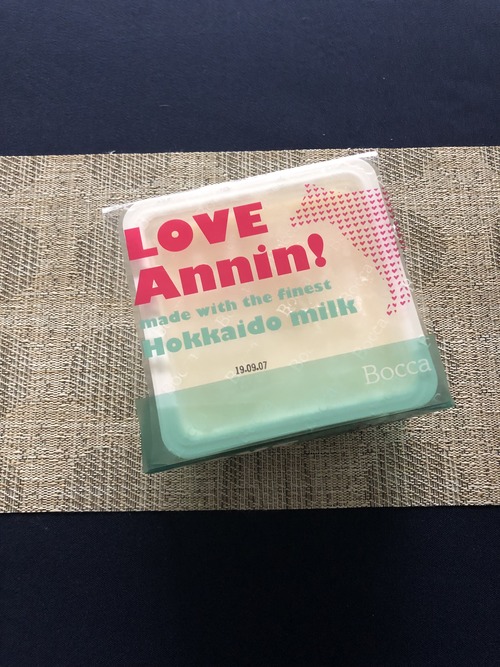 LOVE
Annin!
made with the finest
Hokkaido milk
19.09.07
Bocca